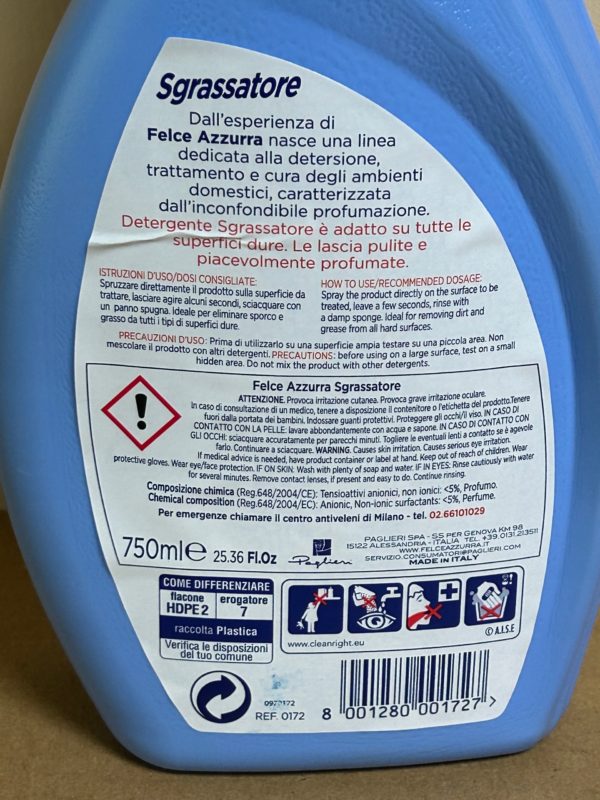 Sgrassatore
Dall'esperienza di
Felce Azzurra nasce una linea
dedicata alla detersione,
trattamento e cura degli ambienti
domestici, caratterizzata
dall'inconfondibile profumazione.
Detergente Sgrassatore è adatto su tutte le
superfici dure. Le lascia pulite e
piacevolmente profumate.
ISTRUZIONI D'USO/DOSI CONSIGLIATE:
Spruzzare direttamente il prodotto sulla superficie da
trattare, lasciare agire alcuni secondi, sciacquare con
un panno spugna. Ideale per eliminare sporco e
grasso da tutti i tipi di superfici dure.
HOW TO USE/RECOMMENDED DOSAGE:
Spray the product directly on the surface to be
treated, leave a few seconds, rinse with
a damp sponge. Ideal for removing dirt and
grease from all hard surfaces.
PRECAUZIONI D'USO: Prima di utilizzarlo su una superficie ampia testare su una piccola area. Non
mescolare il prodotto con altri detergenti. PRECAUTIONS: before using on a large surface, test on a small
hidden area. Do not mix the product with other detergents.
Felce Azzurra Sgrassatore
ATTENZIONE. Provoca irritazione cutanea. Provoca grave irritazione oculare.
In caso di consultazione di un medico, tenere a disposizione il contenitore o l'etichetta del prodotto.Tenere
fuori dalla portata dei bambini. Indossare guanti protettivi. Proteggere gli occhi/il viso. IN CASO DI
CONTATTO CON LA PELLE: lavare abbondantemente con acqua e sapone. IN CASO DI CONTATTO CON
GLI OCCHI: sciacquare accuratamente per parecchi minuti. Togliere le eventuali lenti a contatto se è agevole
farlo. Continuare a sciacquare. WARNING. Causes skin irritation. Causes serious eye irritation.
If medical advice is needed, have product container or label at hand. Keep out of reach of children. Wear
protective gloves. Wear eye/face protection. IF ON SKIN: Wash with plenty of soap and water. IF IN EYES: Rinse cautiously with water
for several minutes. Remove contact lenses, if present and easy to do. Continue rinsing.
Composizione chimica (Reg.648/2004/CE): Tensioattivi anionici, non ionici: <5%, Profumo.
Chemical composition (Reg.648/2004/EC): Anionic, Non-ionic surfactants: <5%, Perfume.
Per emergenze chiamare il centro antiveleni di Milano - tel. 02.66101029
750ml℮ 25.36 Fl.Oz
Paglieri
PAGLIERI SPA - S5 PER GENOVA KM 98
15122 ALESSANDRIA - ITALIA TEL. +39.0131.213511
WWW.FELCEAZZURRA.IT
SERVIZIO.CONSUMATORI@PAGLIERI.COM
MADE IN ITALY
COME DIFFERENZIARE
flacone
HDPE 2
erogatore
7
raccolta Plastica
Verifica le disposizioni
del tuo comune
www.cleanright.eu
© A.I.S.E
REF. 0172
8 001280 001727 >